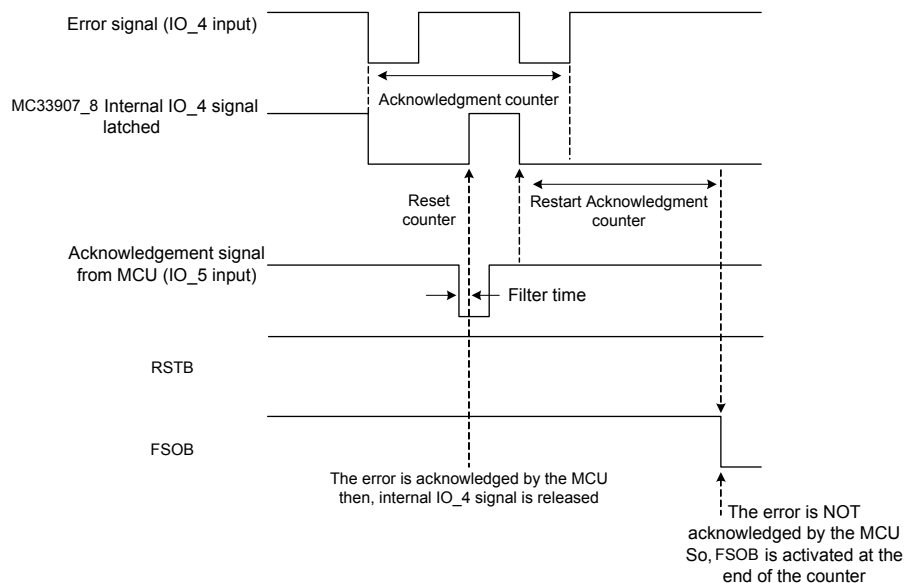 Error signal (IO_4 input)
Acknowledgment counter
MC33907_8 Internal IO_4 signal
latched
Reset
counter
Restart Acknowledgment
counter
Acknowledgement signal
from MCU (IO_5 input)
Filter time
RSTB
FSOB
The error is acknowledged by the MCU
then, internal IO_4 signal is released
The error is NOT
acknowledged by the MCU
So, FSOB is activated at the
end of the counter